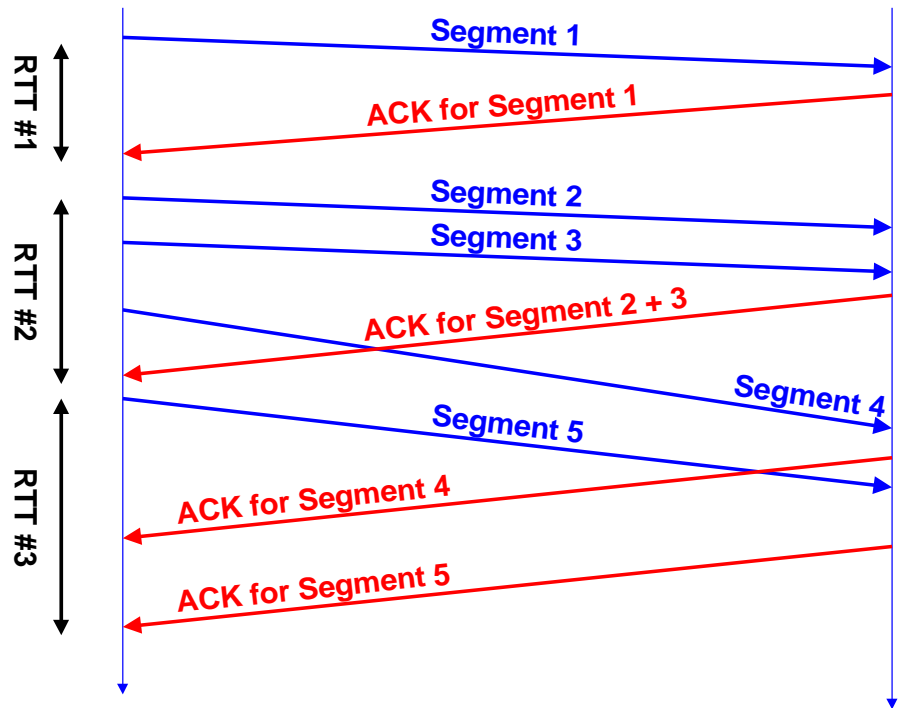 RTT #1
Segment 1
ACK for Segment 1
RTT #2
Segment 2
Segment 3
ACK for Segment 2 + 3
Segment 4
RTT #3
Segment 5
ACK for Segment 4
ACK for Segment 5